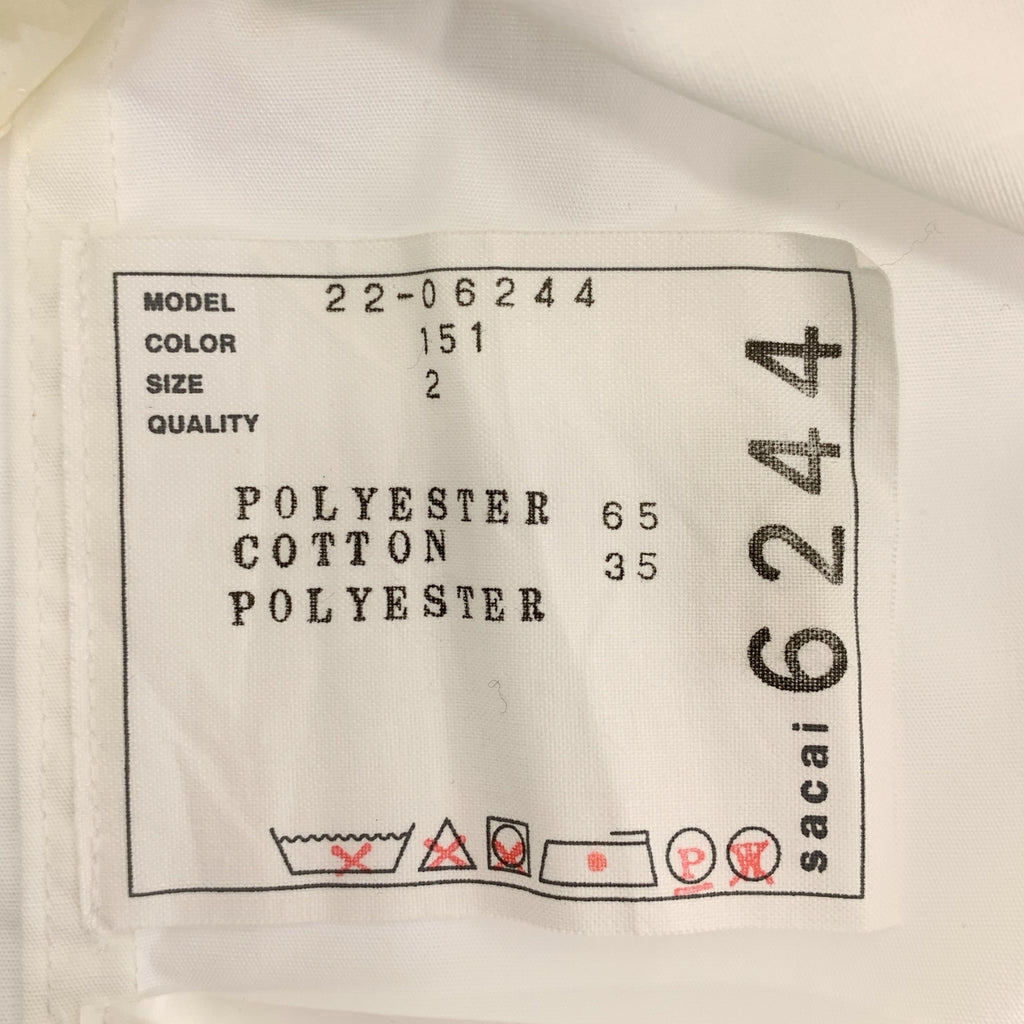 MODEL 22-06244
COLOR 151
SIZE 2
QUALITY
POLYESTER 65
COTTON 35
POLYESTER
P W
sacai 6244